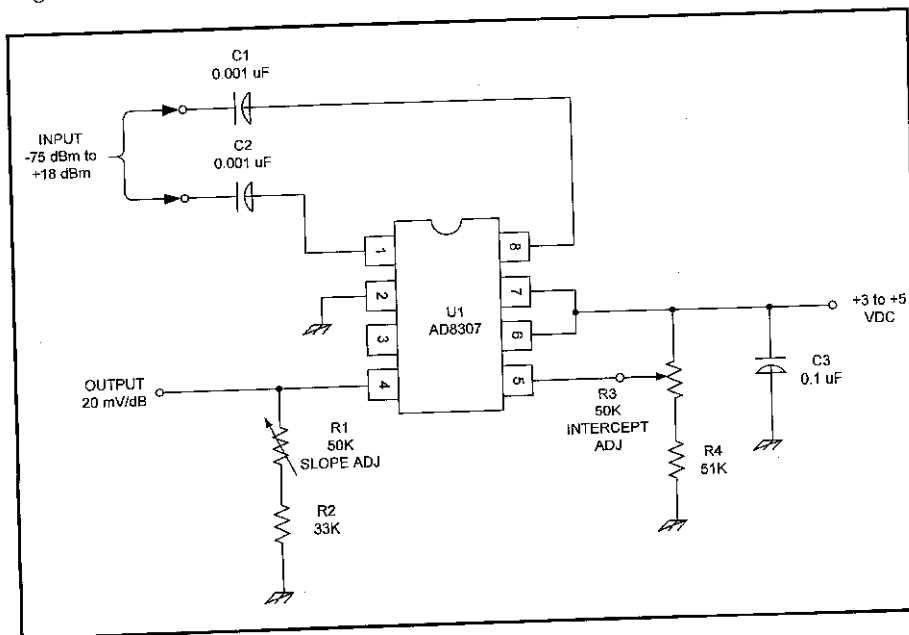 C1
0.001 uF
INPUT
-75 dBm to
+18 dBm
C2
0.001 uF
1
8
2
7
U1
AD8307
3
6
4
5
+3 to +5
VDC
C3
0.1 uF
OUTPUT
20 mV/dB
R1
50K
SLOPE ADJ
R3
50K
INTERCEPT
ADJ
R4
51K
R2
33K